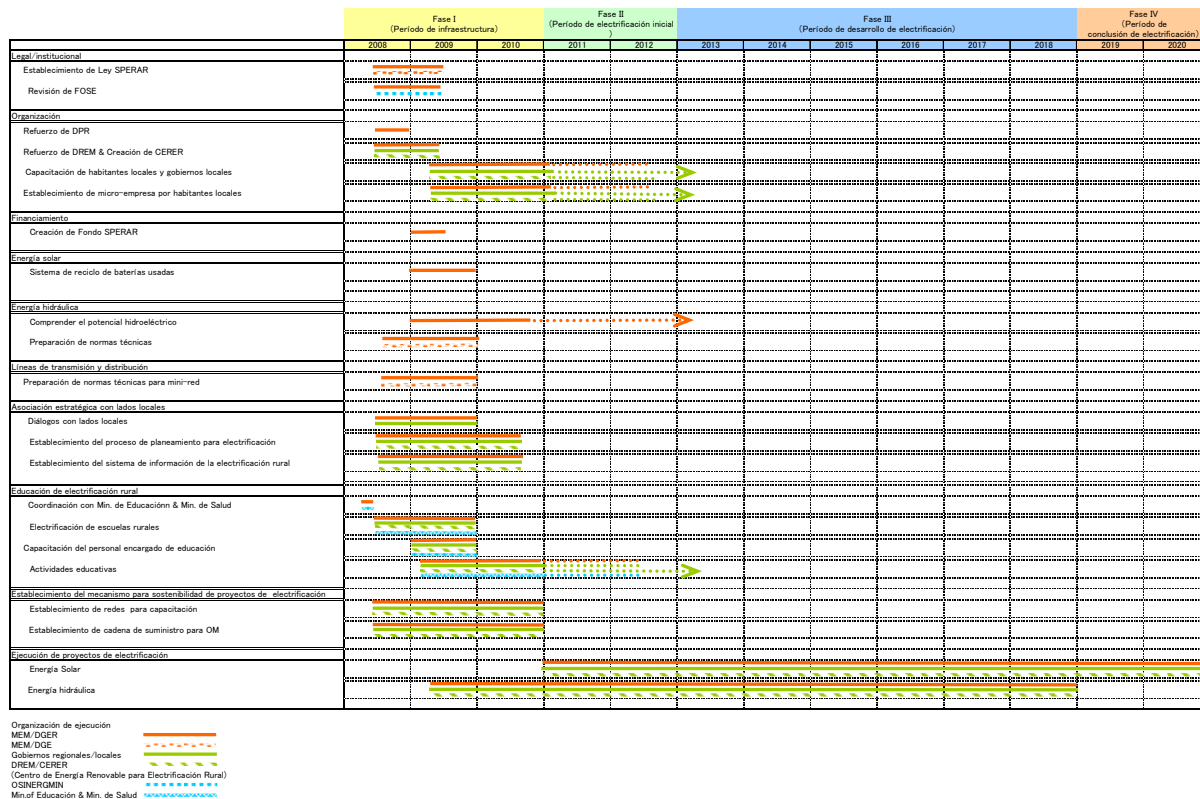 Fase I
(Período de infraestructura)
Fase II
(Período de electrificación inicial
)
Fase III
(Período de desarrollo de electrificación)
Fase IV
(Período de
conclusión de electrificación)
2008 2009 2010 2011 2012 2013 2014 2015 2016 2017 2018 2019 2020
Legal/institucional
Establecimiento de Ley SPERAR
Revisión de FOSE
Organización
Refuerzo de DPR
Refuerzo de DREM & Creación de CERER
Capacitación de habitantes locales y gobiernos locales
Establecimiento de micro-empresa por habitantes locales
Financiamiento
Creación de Fondo SPERAR
Energía solar
Sistema de reciclo de baterías usadas
Energía hidráulica
Comprender el potencial hidroeléctrico
Preparación de normas técnicas
Líneas de transmisión y distribución
Preparación de normas técnicas para mini-red
Asociación estratégica con lados locales
Diálogos con lados locales
Establecimiento del proceso de planeamiento para electrificación
Establecimiento del sistema de información de la electrificación rural
Educación de electrificación rural
Coordinación con Min. de Educaciónn & Min. de Salud
Electrificación de escuelas rurales
Capacitación del personal encargado de educación
Actividades educativas
Establecimiento del mecanismo para sostenibilidad de proyectos de electrificación
Establecimiento de redes para capacitación
Establecimiento de cadena de suministro para OM
Ejecución de proyectos de electrificación
Energía Solar
Energía hidráulica
Organización de ejecución
MEM/DGER
MEM/DGE
Gobiernos regionales/locales
DREM/CERER
(Centro de Energía Renovable para Electrificación Rural)
OSINERGMIN
Min.of Educación & Min. de Salud